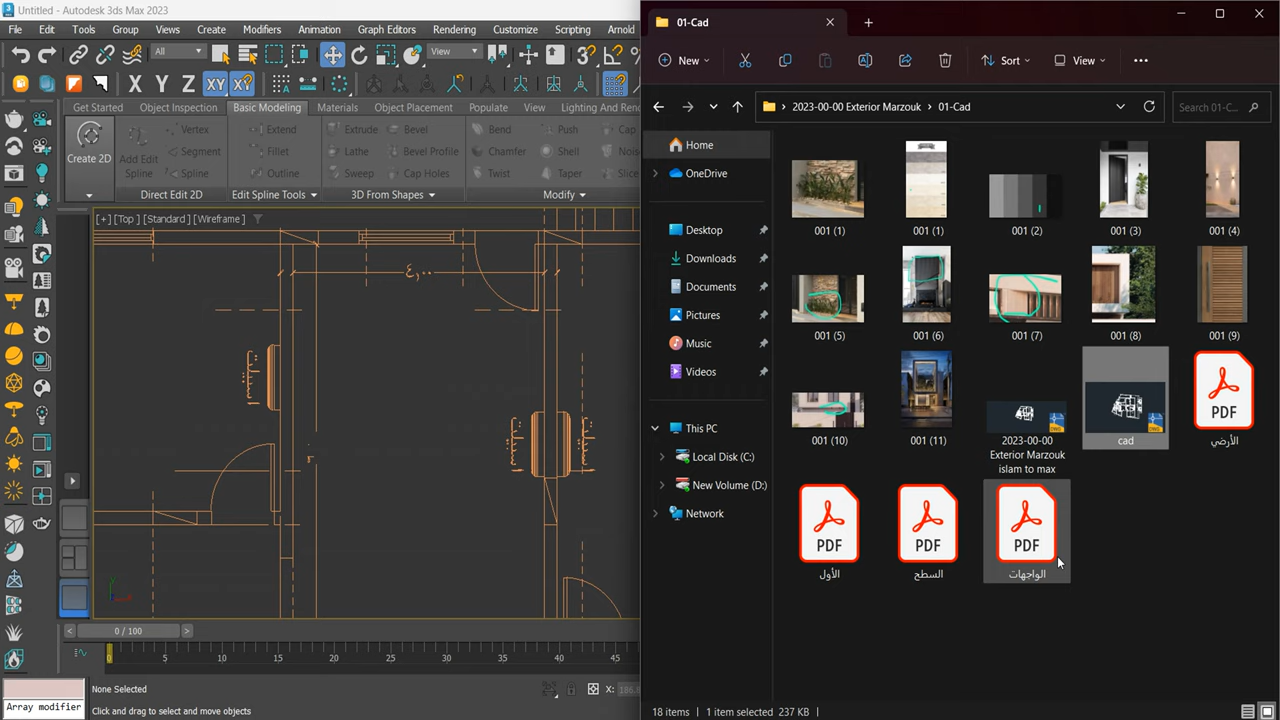 Untitled - Autodesk 3ds Max 2023
File Edit Tools Group Views Create Modifiers Animation Graph Editors Rendering Customize Scripting Arnold
All
View
X Y Z XY XY
Get Started Object Inspection Basic Modeling Materials Object Placement Populate View Lighting And Rendering
Create 2D
Add Edit
Spline
Vertex
Segment
Spline
Extend
Fillet
Outline
Extrude
Lathe
Sweep
Bevel
Bevel Profile
Cap Holes
Bend
Chamfer
Twist
Push
Shell
Taper
Cap
Direct Edit 2D
Edit Spline Tools
3D From Shapes
Modify
[+] [Top] [Standard] [Wireframe]
٤٫٠٠
0 / 100
0 5 10 15 20 25 30 35 40 45
None Selected
X:
Array modifier
Click and drag to select and move objects
01-Cad
New
Sort
View
2023-00-00 Exterior Marzouk
01-Cad
Search 01-C...
Home
OneDrive
Desktop
Downloads
Documents
Pictures
Music
Videos
This PC
Local Disk (C:)
New Volume (D:)
Network
001 (1)
001 (1)
001 (2)
001 (3)
001 (4)
001 (5)
001 (6)
001 (7)
001 (8)
001 (9)
001 (10)
001 (11)
2023-00-00
Exterior Marzouk
islam to max
cad
PDF
الأرضي
PDF
الأول
PDF
السطح
PDF
الواجهات
18 items
1 item selected 237 KB